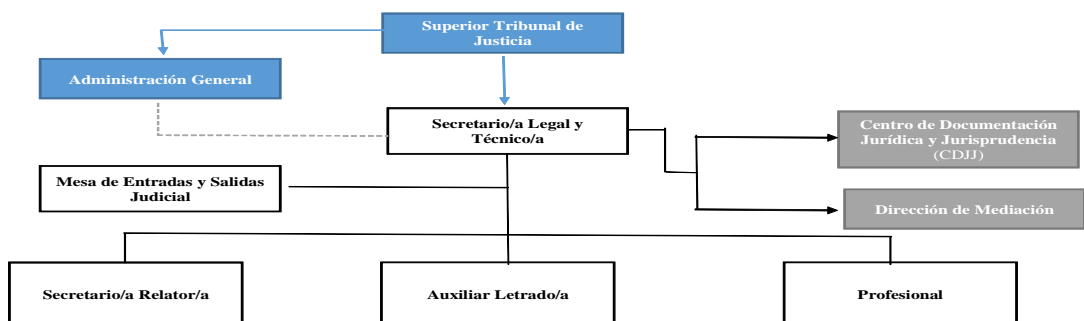 Superior Tribunal de
Justicia
Administración General
Secretario/a Legal y
Técnico/a
Centro de Documentación
Jurídica y Jurisprudencia
(CDJJ)
Mesa de Entradas y Salidas
Judicial
Dirección de Mediación
Secretario/a Relator/a
Auxiliar Letrado/a
Profesional